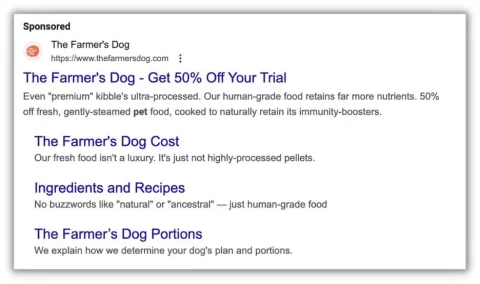 Sponsored
The Farmer's Dog
https://www.thefarmersdog.com
The Farmer's Dog - Get 50% Off Your Trial
Even "premium" kibble's ultra-processed. Our human-grade food retains far more nutrients. 50%
off fresh, gently-steamed pet food, cooked to naturally retain its immunity-boosters.
The Farmer's Dog Cost
Our fresh food isn't a luxury. It's just not highly-processed pellets.
Ingredients and Recipes
No buzzwords like "natural" or "ancestral" — just human-grade food
The Farmer's Dog Portions
We explain how we determine your dog's plan and portions.